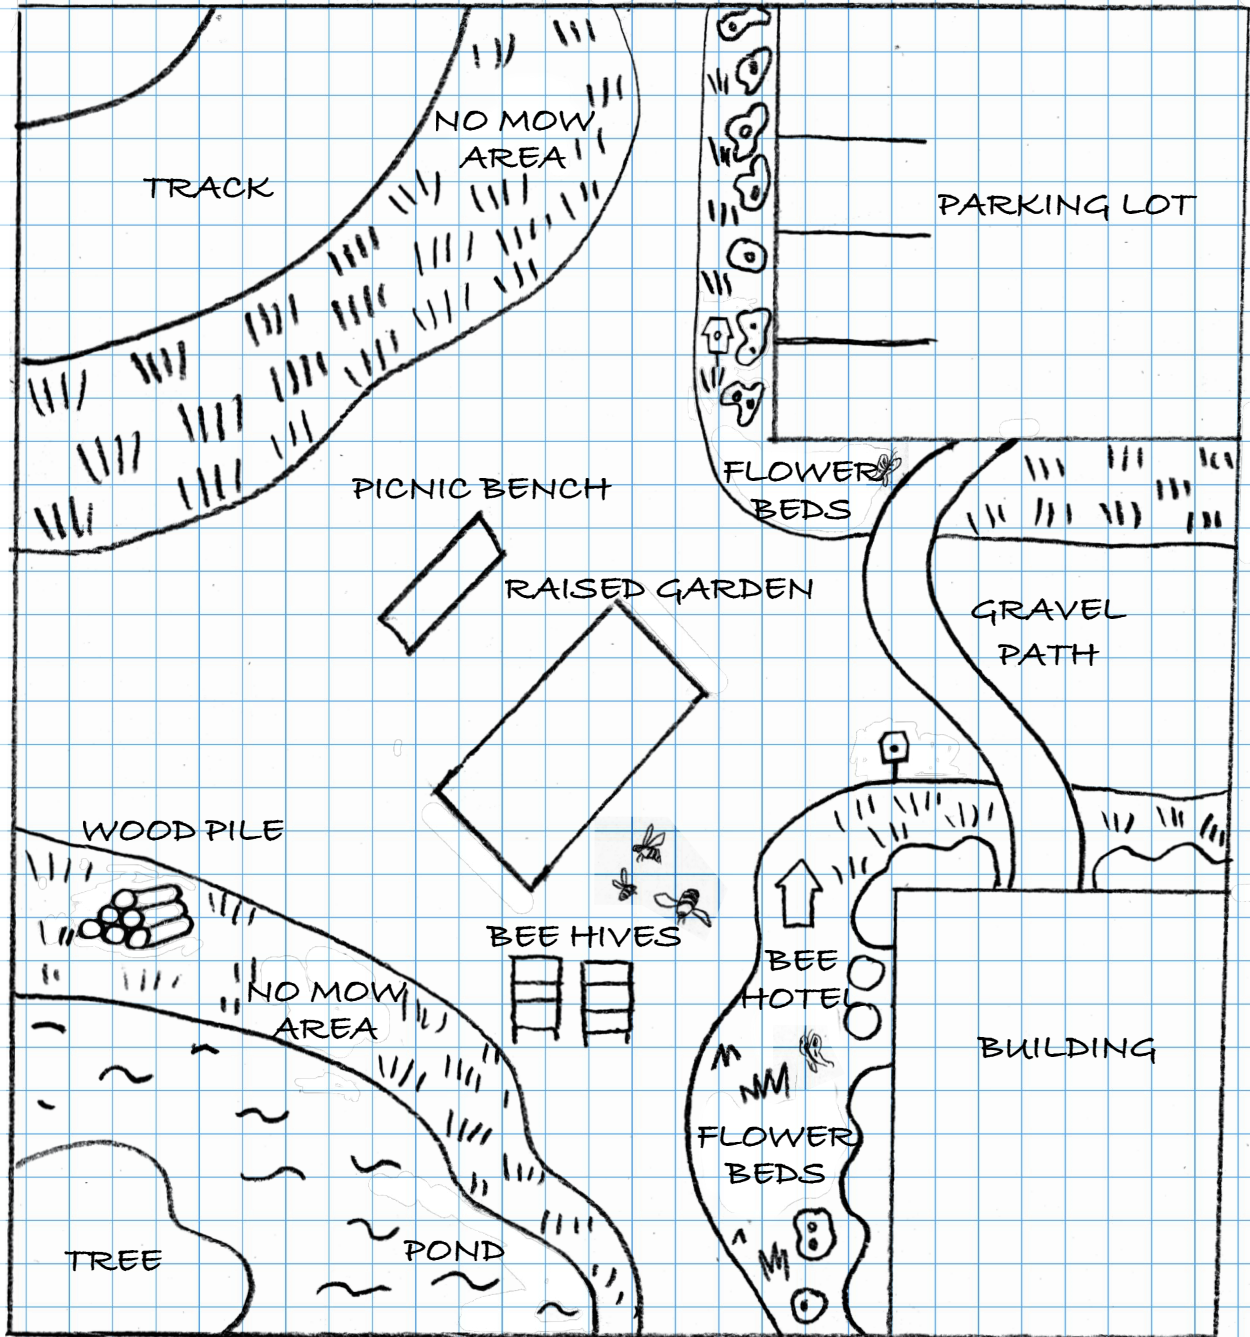 NO MOW
AREA
TRACK
PARKING LOT
FLOWER
BEDS
PICNIC BENCH
RAISED GARDEN
GRAVEL
PATH
WOOD PILE
BEE HIVES
BEE
HOTEL
NO MOW
AREA
BUILDING
FLOWER
BEDS
TREE
POND